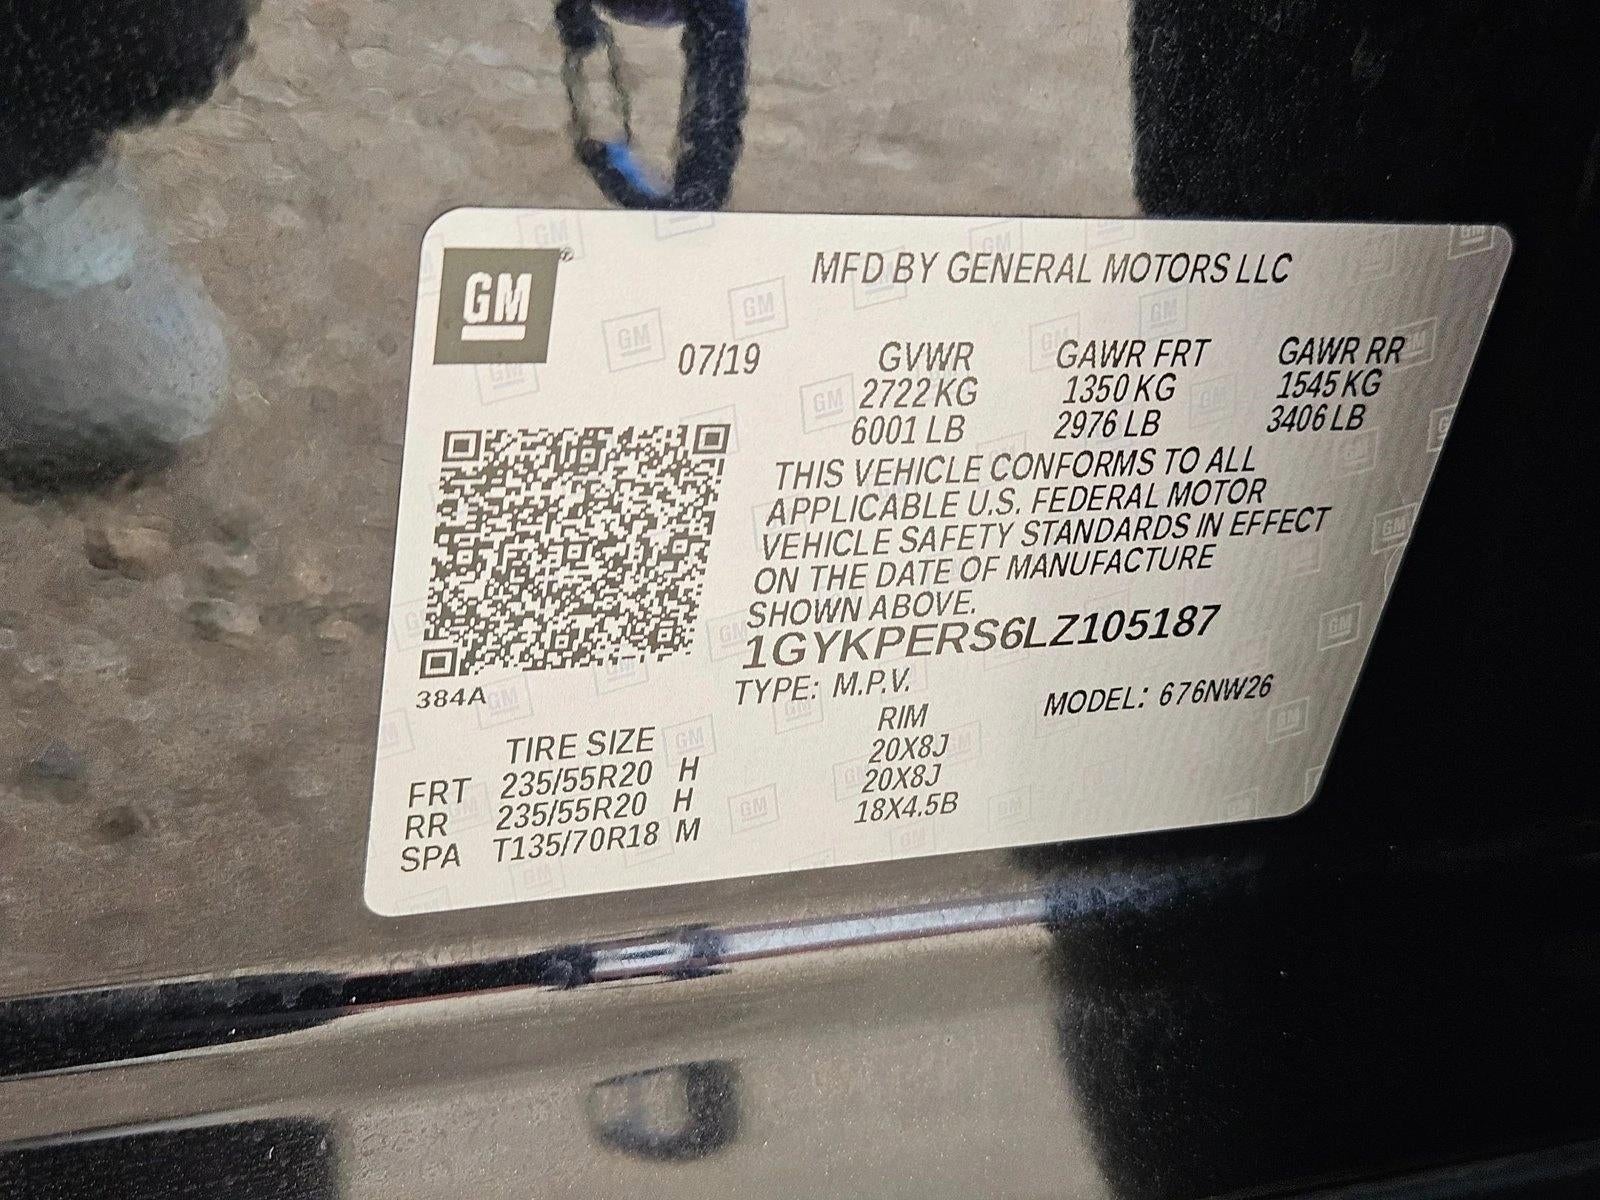 GM
MFD BY GENERAL MOTORS LLC
07/19 GVWR GAWR FRT GAWR RR
2722 KG 1350 KG 1545 KG
6001 LB 2976 LB 3406 LB
THIS VEHICLE CONFORMS TO ALL
APPLICABLE U.S. FEDERAL MOTOR
VEHICLE SAFETY STANDARDS IN EFFECT
ON THE DATE OF MANUFACTURE
SHOWN ABOVE.
1GYKPERS6LZ105187
384A
TYPE: M.P.V. MODEL: 676NW26
TIRE SIZE RIM
FRT 235/55R20 H 20X8J
RR 235/55R20 H 20X8J
SPA T135/70R18 M 18X4.5B